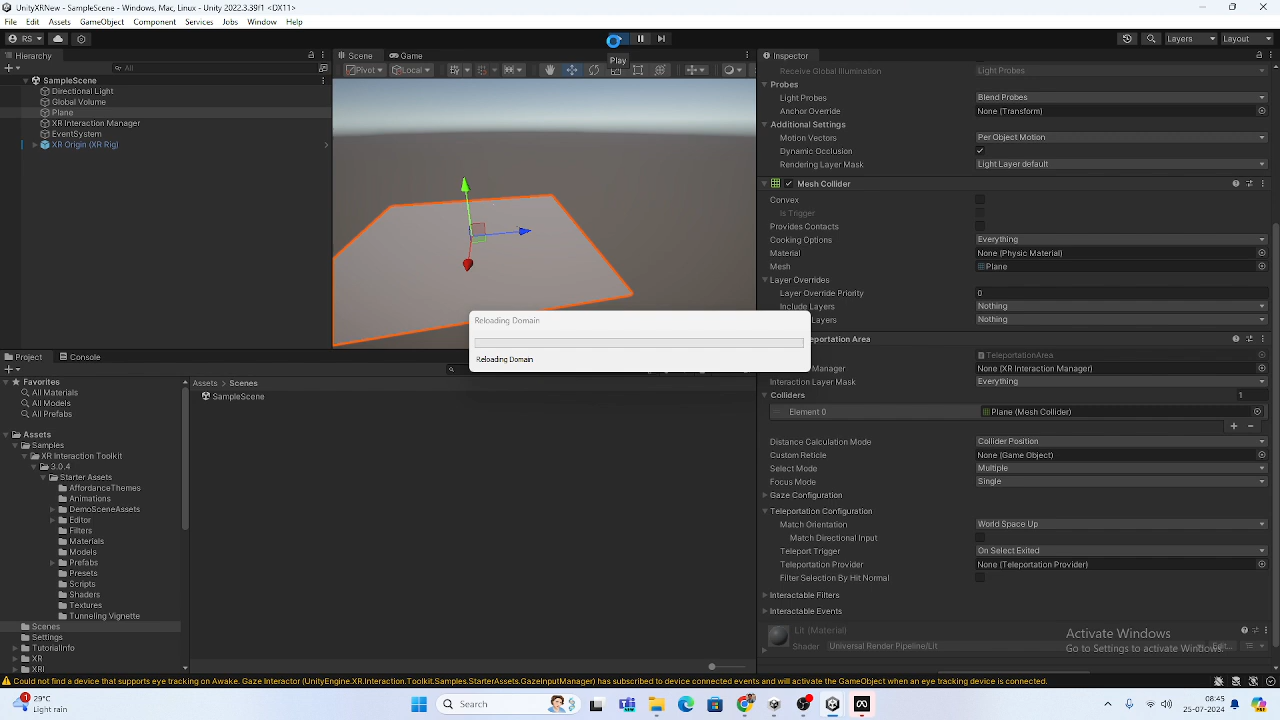 UnityXRNew - SampleScene - Windows, Mac, Linux - Unity 2022.3.39f1 <DX11>
File Edit Assets GameObject Component Services Jobs Window Help
RS Layers Layout
Hierarchy
All
SampleScene
Directional Light
Global Volume
Plane
XR Interaction Manager
EventSystem
XR Origin (XR Rig)
Scene Game
Play
Pivot Local
Reloading Domain
Reloading Domain
Inspector
Receive Global Illumination Light Probes
Probes
Light Probes Blend Probes
Anchor Override None (Transform)
Additional Settings
Motion Vectors Per Object Motion
Dynamic Occlusion
Rendering Layer Mask Light Layer default
Mesh Collider
Convex
Is Trigger
Provides Contacts
Cooking Options Everything
Material None (Physic Material)
Mesh Plane
Layer Overrides
Layer Override Priority 0
Include Layers Nothing
Layers Nothing
Teleportation Area
TeleportationArea
Manager None (XR Interaction Manager)
Interaction Layer Mask Everything
Colliders 1
Element 0 Plane (Mesh Collider)
Distance Calculation Mode Collider Position
Custom Reticle None (Game Object)
Select Mode Multiple
Focus Mode Single
Gaze Configuration
Teleportation Configuration
Match Orientation World Space Up
Match Directional Input
Teleport Trigger On Select Exited
Teleportation Provider None (Teleportation Provider)
Filter Selection By Hit Normal
Interactable Filters
Interactable Events
Lit (Material)
Shader Universal Render Pipeline/Lit Edit...
Activate Windows
Go to Settings to activate Windows.
Project Console
Favorites
All Materials
All Models
All Prefabs
Assets
Samples
XR Interaction Toolkit
3.0.4
Starter Assets
AffordanceThemes
Animations
DemoSceneAssets
Editor
Filters
Materials
Models
Prefabs
Presets
Scripts
Shaders
Textures
Tunneling Vignette
Scenes
Settings
TutorialInfo
XR
XRI
Assets > Scenes
SampleScene
Could not find a device that supports eye tracking on Awake. Gaze Interactor (UnityEngine.XR.Interaction.Toolkit.Samples.StarterAssets.GazeInputManager) has subscribed to device connected events and will activate the GameObject when an eye tracking device is connected.
1
29°C
Light rain
Search
08:45
25-07-2024